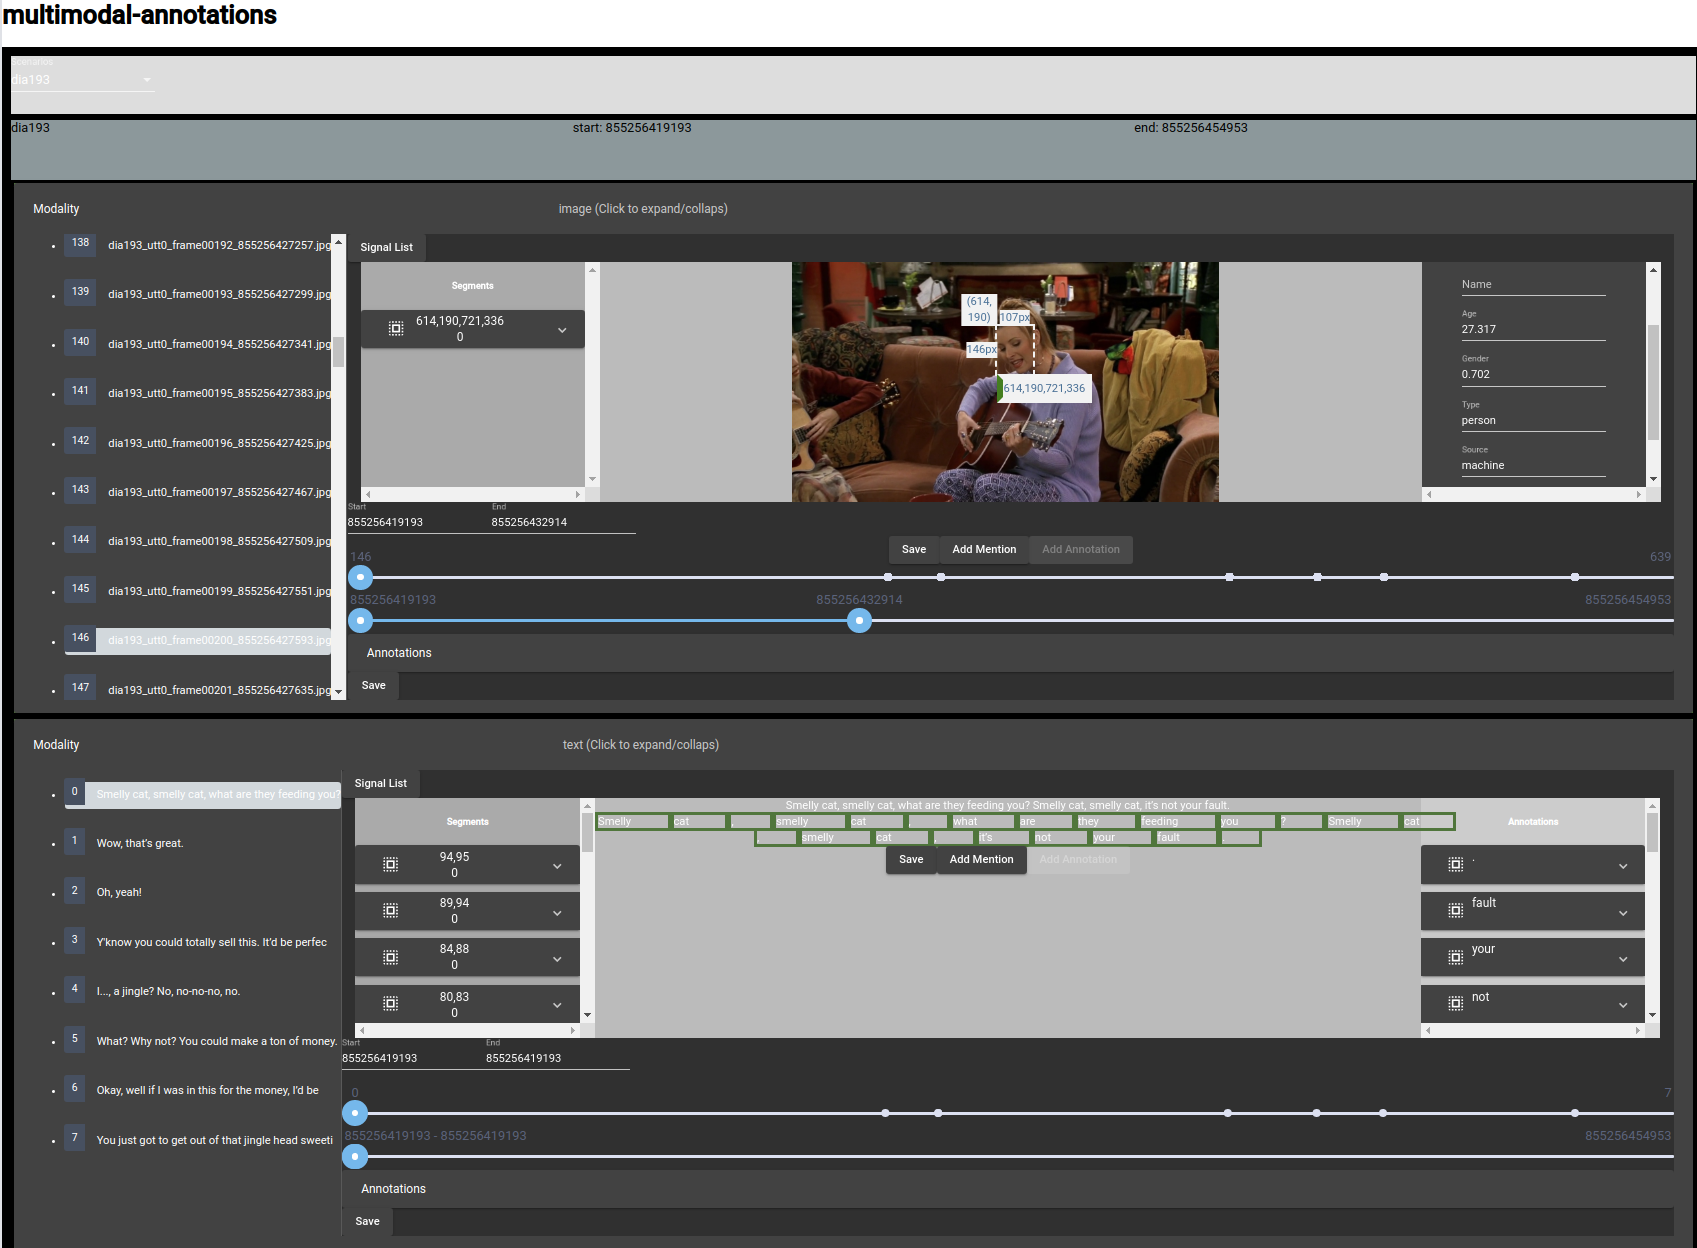 multimodal-annotations
Scenarios
dia193
dia193 start: 855256419193 end: 855256454953
Modality image (Click to expand/collaps)
138 dia193_utt0_frame00192_855256427257.jpg
139 dia193_utt0_frame00193_855256427299.jpg
140 dia193_utt0_frame00194_855256427341.jpg
141 dia193_utt0_frame00195_855256427383.jpg
142 dia193_utt0_frame00196_855256427425.jpg
143 dia193_utt0_frame00197_855256427467.jpg
144 dia193_utt0_frame00198_855256427509.jpg
145 dia193_utt0_frame00199_855256427551.jpg
146 dia193_utt0_frame00200_855256427593.jpg
147 dia193_utt0_frame00201_855256427635.jpg
Signal List
Segments
614,190,721,336
0
(614,
190) 107px
146px
614,190,721,336
Name
Age
27.317
Gender
0.702
Type
person
Source
machine
Start End
855256419193 855256432914
Save Add Mention Add Annotation
146 639
855256419193 855256432914 855256454953
Annotations
Save
Modality text (Click to expand/collaps)
0 Smelly cat, smelly cat, what are they feeding you?
1 Wow, that's great.
2 Oh, yeah!
3 Y'know you could totally sell this. It'd be perfec
4 I..., a jingle? No, no-no-no, no.
5 What? Why not? You could make a ton of money.
6 Okay, well if I was in this for the money, I'd be
7 You just got to get out of that jingle head sweeti
Signal List
Segments
94,95
0
89,94
0
84,88
0
80,83
0
Smelly cat, smelly cat, what are they feeding you? Smelly cat, smelly cat, it's not your fault.
Smelly cat , smelly cat , what are they feeding you ? Smelly cat
, smelly cat , it's not your fault .
Save Add Mention Add Annotation
Annotations
.
fault
your
not
Start End
855256419193 855256419193
0 7
855256419193 - 855256419193 855256454953
Annotations
Save